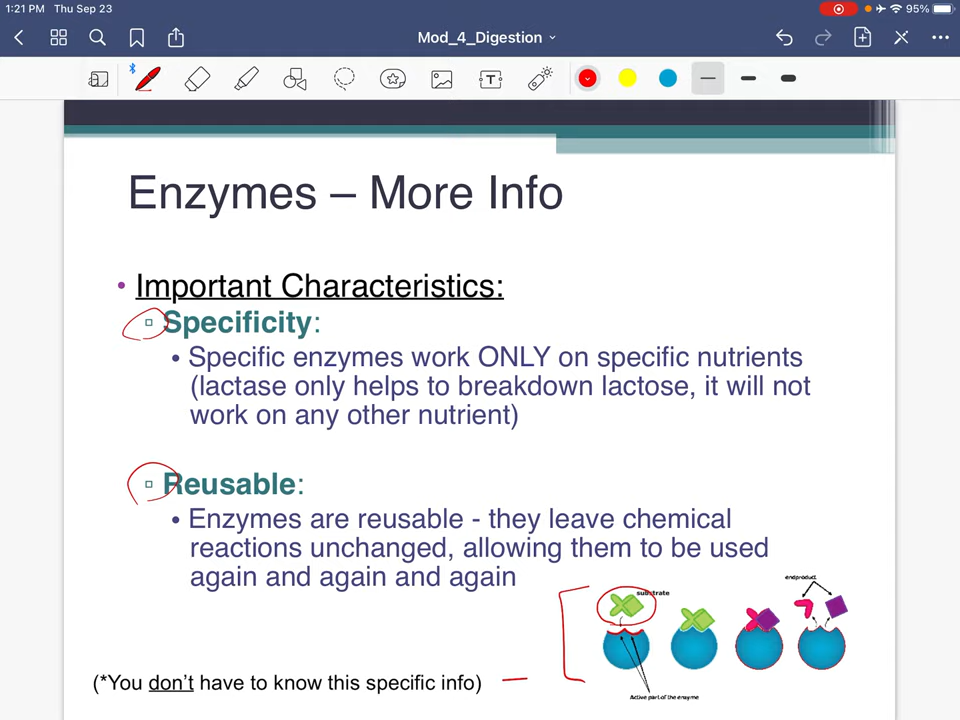 1:21 PM Thu Sep 23
95%
Mod_4_Digestion
T
Enzymes – More Info
• Important Characteristics:
Specificity:
• Specific enzymes work ONLY on specific nutrients
(lactase only helps to breakdown lactose, it will not
work on any other nutrient)
Reusable:
• Enzymes are reusable - they leave chemical
reactions unchanged, allowing them to be used
again and again and again
endproduct
substrate
(*You don't have to know this specific info)
Active part of the enzyme